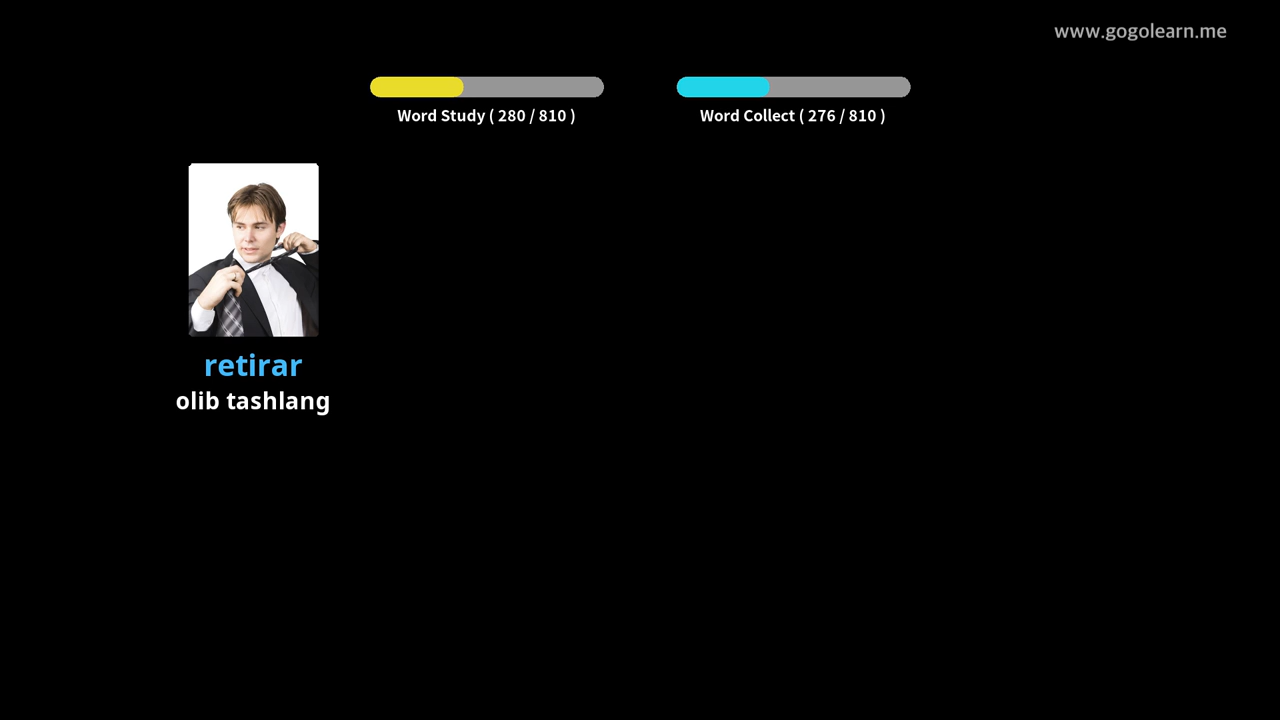 www.gogolearn.me
Word Study ( 280 / 810 )
Word Collect ( 276 / 810 )
retirar
olib tashlang